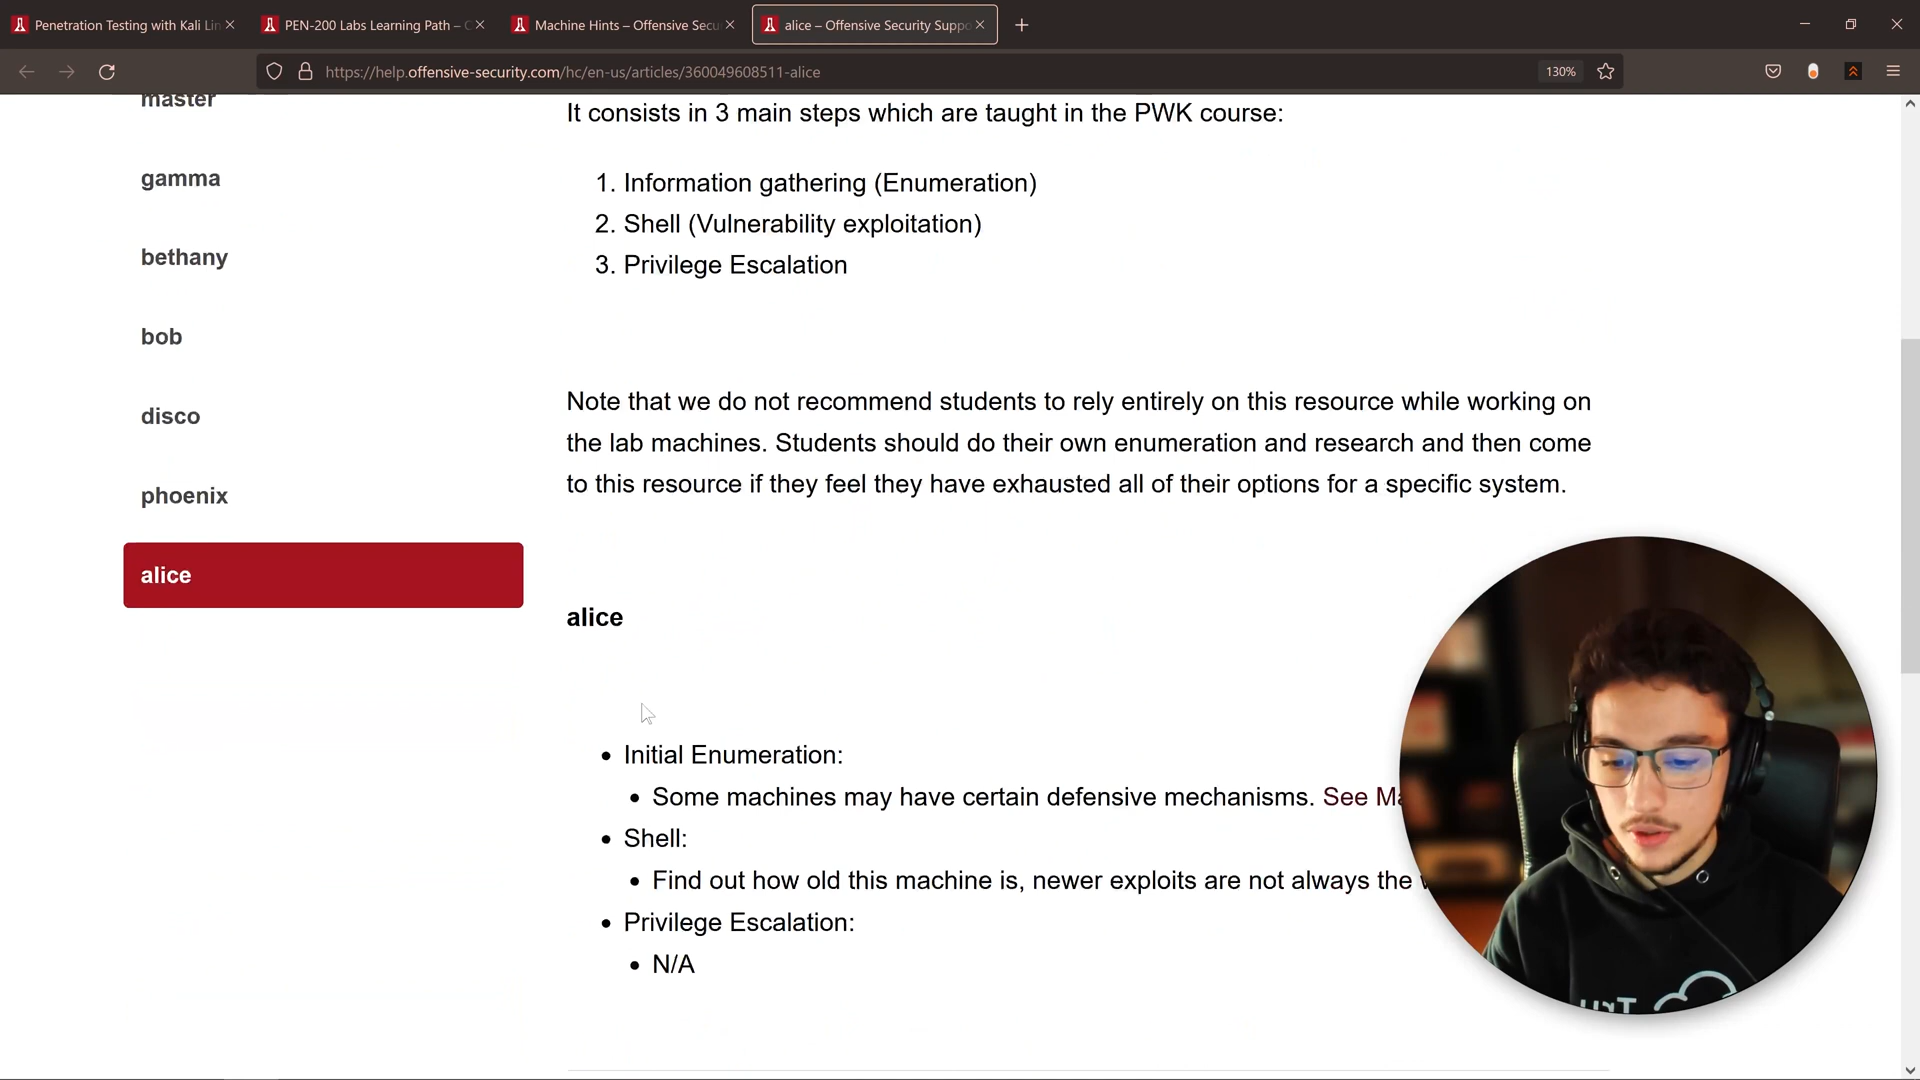 Penetration Testing with Kali Lin
PEN-200 Labs Learning Path –
Machine Hints – Offensive Secu
alice – Offensive Security Suppo
https://help.offensive-security.com/hc/en-us/articles/360049608511-alice
130%
master
gamma
bethany
bob
disco
phoenix
alice
It consists in 3 main steps which are taught in the PWK course:
1. Information gathering (Enumeration)
2. Shell (Vulnerability exploitation)
3. Privilege Escalation
Note that we do not recommend students to rely entirely on this resource while working on
the lab machines. Students should do their own enumeration and research and then come
to this resource if they feel they have exhausted all of their options for a specific system.
alice
• Initial Enumeration:
• Some machines may have certain defensive mechanisms. See Ma
• Shell:
• Find out how old this machine is, newer exploits are not always the
• Privilege Escalation:
• N/A